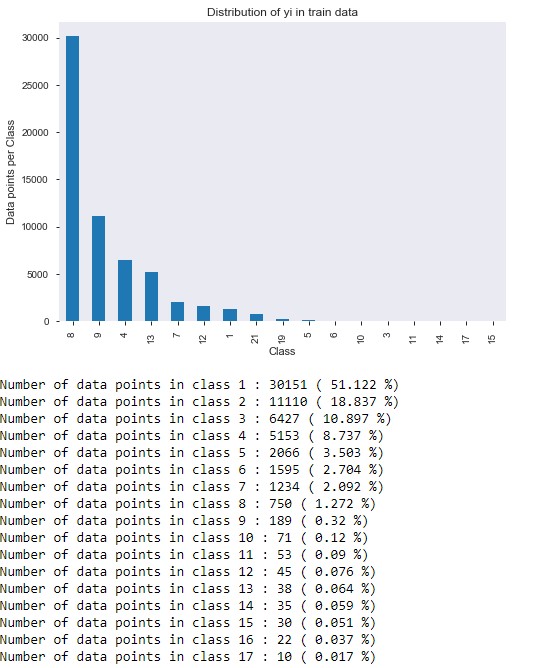 Distribution of yi in train data
Data points per Class
30000
25000
20000
15000
10000
5000
0
8 9 4 13 7 12 1 21 19 5 6 10 3 11 14 17 15
Class
Number of data points in class 1 : 30151 ( 51.122 %)
Number of data points in class 2 : 11110 ( 18.837 %)
Number of data points in class 3 : 6427 ( 10.897 %)
Number of data points in class 4 : 5153 ( 8.737 %)
Number of data points in class 5 : 2066 ( 3.503 %)
Number of data points in class 6 : 1595 ( 2.704 %)
Number of data points in class 7 : 1234 ( 2.092 %)
Number of data points in class 8 : 750 ( 1.272 %)
Number of data points in class 9 : 189 ( 0.32 %)
Number of data points in class 10 : 71 ( 0.12 %)
Number of data points in class 11 : 53 ( 0.09 %)
Number of data points in class 12 : 45 ( 0.076 %)
Number of data points in class 13 : 38 ( 0.064 %)
Number of data points in class 14 : 35 ( 0.059 %)
Number of data points in class 15 : 30 ( 0.051 %)
Number of data points in class 16 : 22 ( 0.037 %)
Number of data points in class 17 : 10 ( 0.017 %)